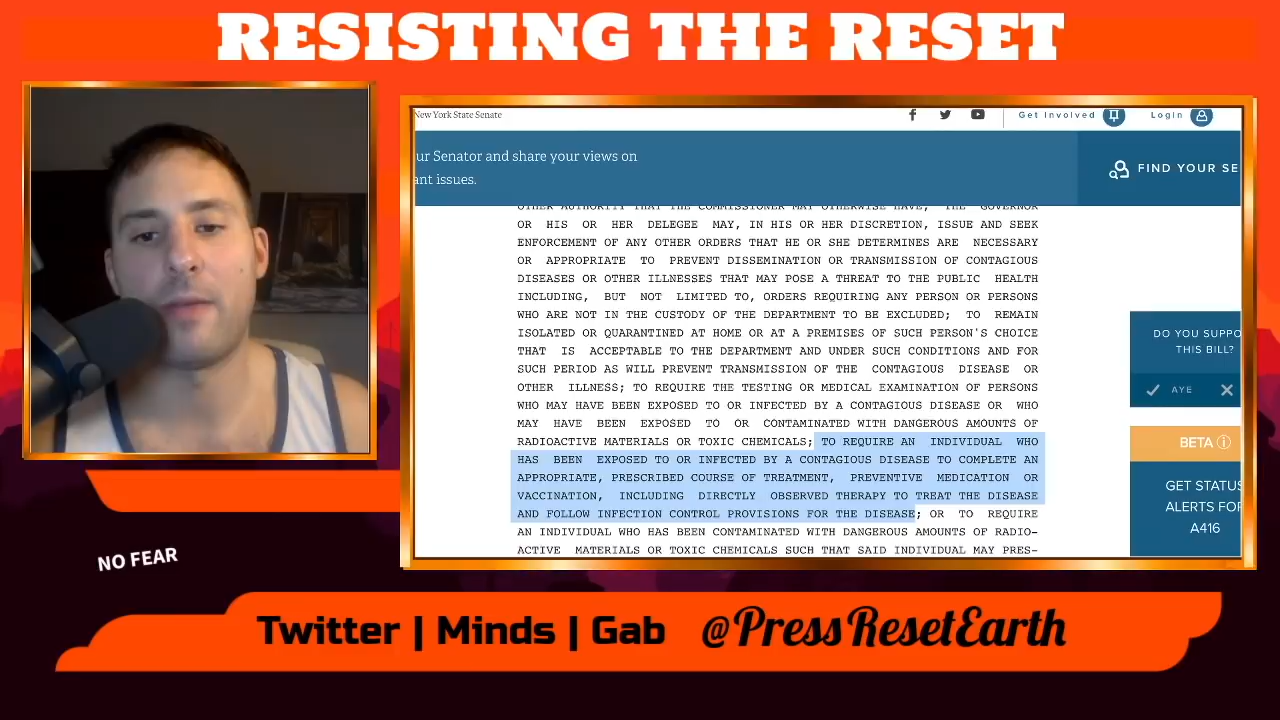 RESISTING THE RESET
New York State Senate
Get Involved
Login
ur Senator and share your views on
ant issues.
FIND YOUR SE
OTHER AUTHORITY THAT THE COMMISSIONER MAY OTHERWISE HAVE, THE GOVERNOR
OR HIS OR HER DELEGEE MAY, IN HIS OR HER DISCRETION, ISSUE AND SEEK
ENFORCEMENT OF ANY OTHER ORDERS THAT HE OR SHE DETERMINES ARE NECESSARY
OR APPROPRIATE TO PREVENT DISSEMINATION OR TRANSMISSION OF CONTAGIOUS
DISEASES OR OTHER ILLNESSES THAT MAY POSE A THREAT TO THE PUBLIC HEALTH
INCLUDING, BUT NOT LIMITED TO, ORDERS REQUIRING ANY PERSON OR PERSONS
WHO ARE NOT IN THE CUSTODY OF THE DEPARTMENT TO BE EXCLUDED; TO REMAIN
ISOLATED OR QUARANTINED AT HOME OR AT A PREMISES OF SUCH PERSON'S CHOICE
THAT IS ACCEPTABLE TO THE DEPARTMENT AND UNDER SUCH CONDITIONS AND FOR
SUCH PERIOD AS WILL PREVENT TRANSMISSION OF THE CONTAGIOUS DISEASE OR
OTHER ILLNESS; TO REQUIRE THE TESTING OR MEDICAL EXAMINATION OF PERSONS
WHO MAY HAVE BEEN EXPOSED TO OR INFECTED BY A CONTAGIOUS DISEASE OR WHO
MAY HAVE BEEN EXPOSED TO OR CONTAMINATED WITH DANGEROUS AMOUNTS OF
RADIOACTIVE MATERIALS OR TOXIC CHEMICALS; TO REQUIRE AN INDIVIDUAL WHO
HAS BEEN EXPOSED TO OR INFECTED BY A CONTAGIOUS DISEASE TO COMPLETE AN
APPROPRIATE, PRESCRIBED COURSE OF TREATMENT, PREVENTIVE MEDICATION OR
VACCINATION, INCLUDING DIRECTLY OBSERVED THERAPY TO TREAT THE DISEASE
AND FOLLOW INFECTION CONTROL PROVISIONS FOR THE DISEASE; OR TO REQUIRE
AN INDIVIDUAL WHO HAS BEEN CONTAMINATED WITH DANGEROUS AMOUNTS OF RADIO-
ACTIVE MATERIALS OR TOXIC CHEMICALS SUCH THAT SAID INDIVIDUAL MAY PRES-
DO YOU SUPPO
THIS BILL?
AYE
BETA
GET STATUS
ALERTS FOR
A416
NO FEAR
Twitter | Minds | Gab @PressResetEarth